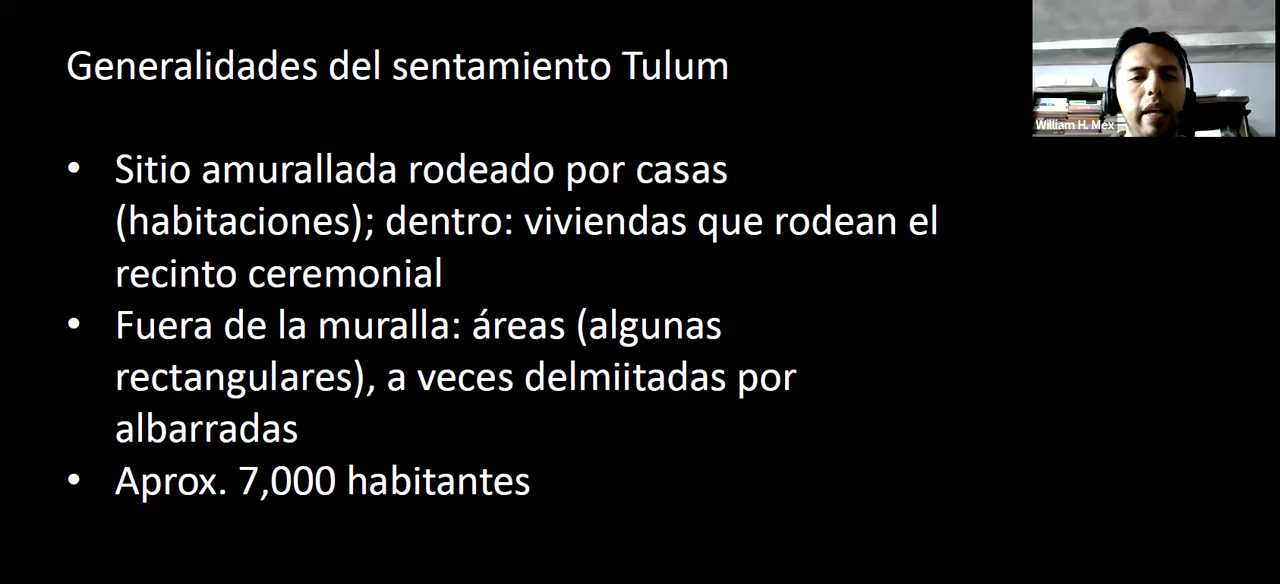 Generalidades del sentamiento Tulum
William H. Mex
• Sitio amurallada rodeado por casas
(habitaciones); dentro: viviendas que rodean el
recinto ceremonial
• Fuera de la muralla: áreas (algunas
rectangulares), a veces delmiitadas por
albarradas
• Aprox. 7,000 habitantes